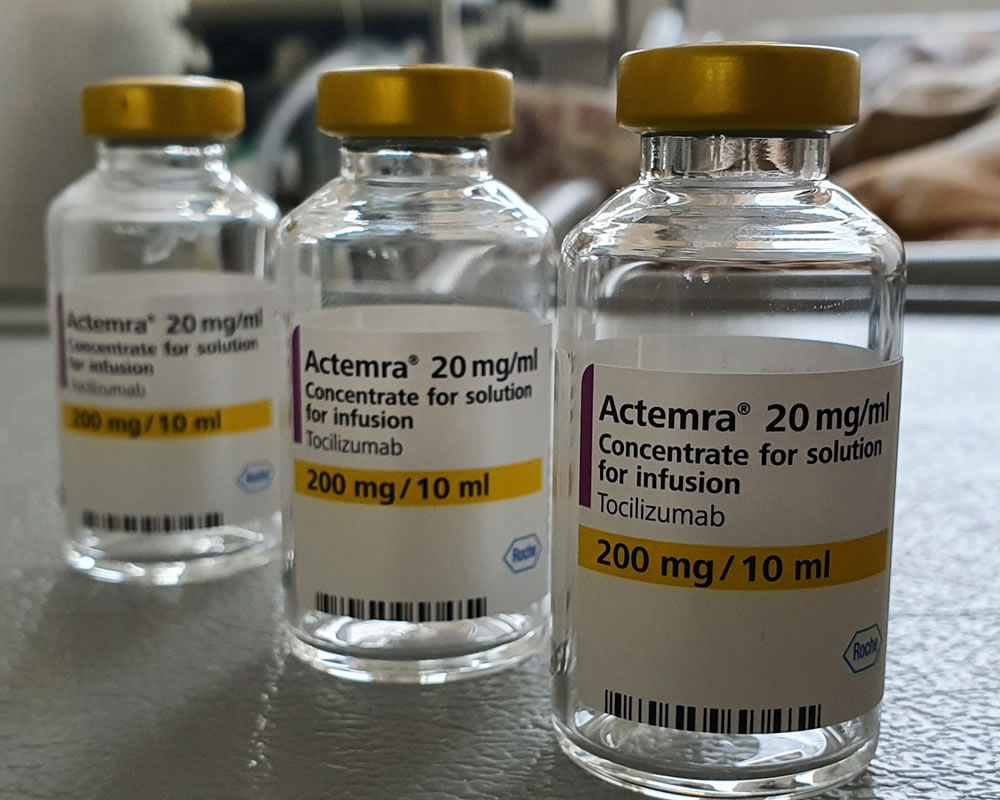 Actemra® 20 mg/ml
Concentrate for solution
for infusion
Tocilizumab
200 mg/10 ml
Roche
Actemra® 20 mg/ml
Concentrate for solution
for infusion
Tocilizumab
200 mg/10 ml
Roche
Actemra® 20 mg/ml
Concentrate for solution
for infusion
Tocilizumab
200 mg/10 ml
Roche